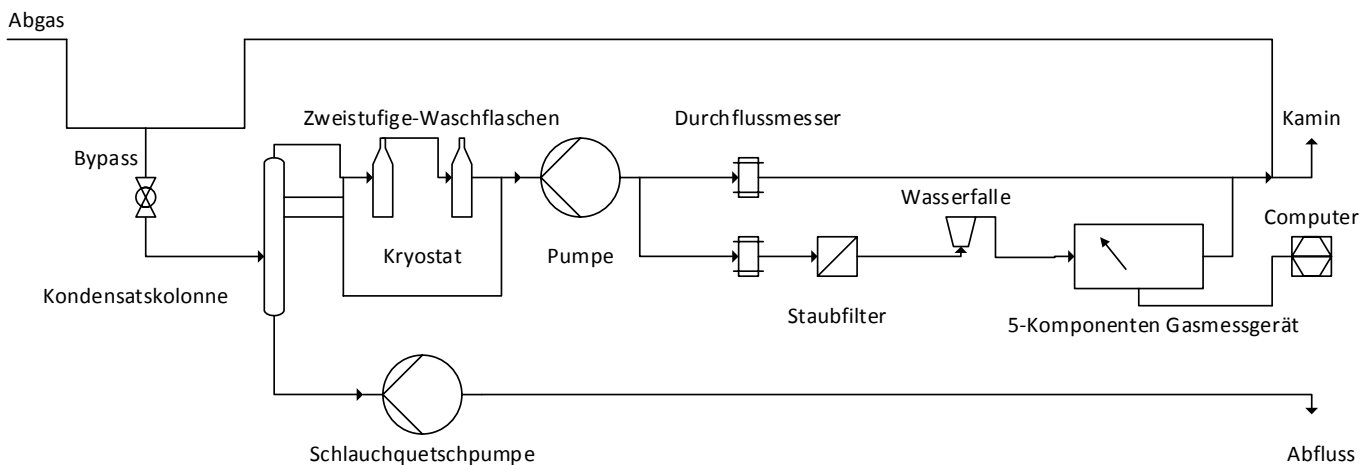 Abgas
Zweistufige-Waschflaschen
Durchflussmesser
Kamin
Bypass
Wasserfalle
Computer
Kryostat
Pumpe
Kondensatskolonne
Staubfilter
5-Komponenten Gasmessgerät
Schlauchquetschpumpe
Abfluss